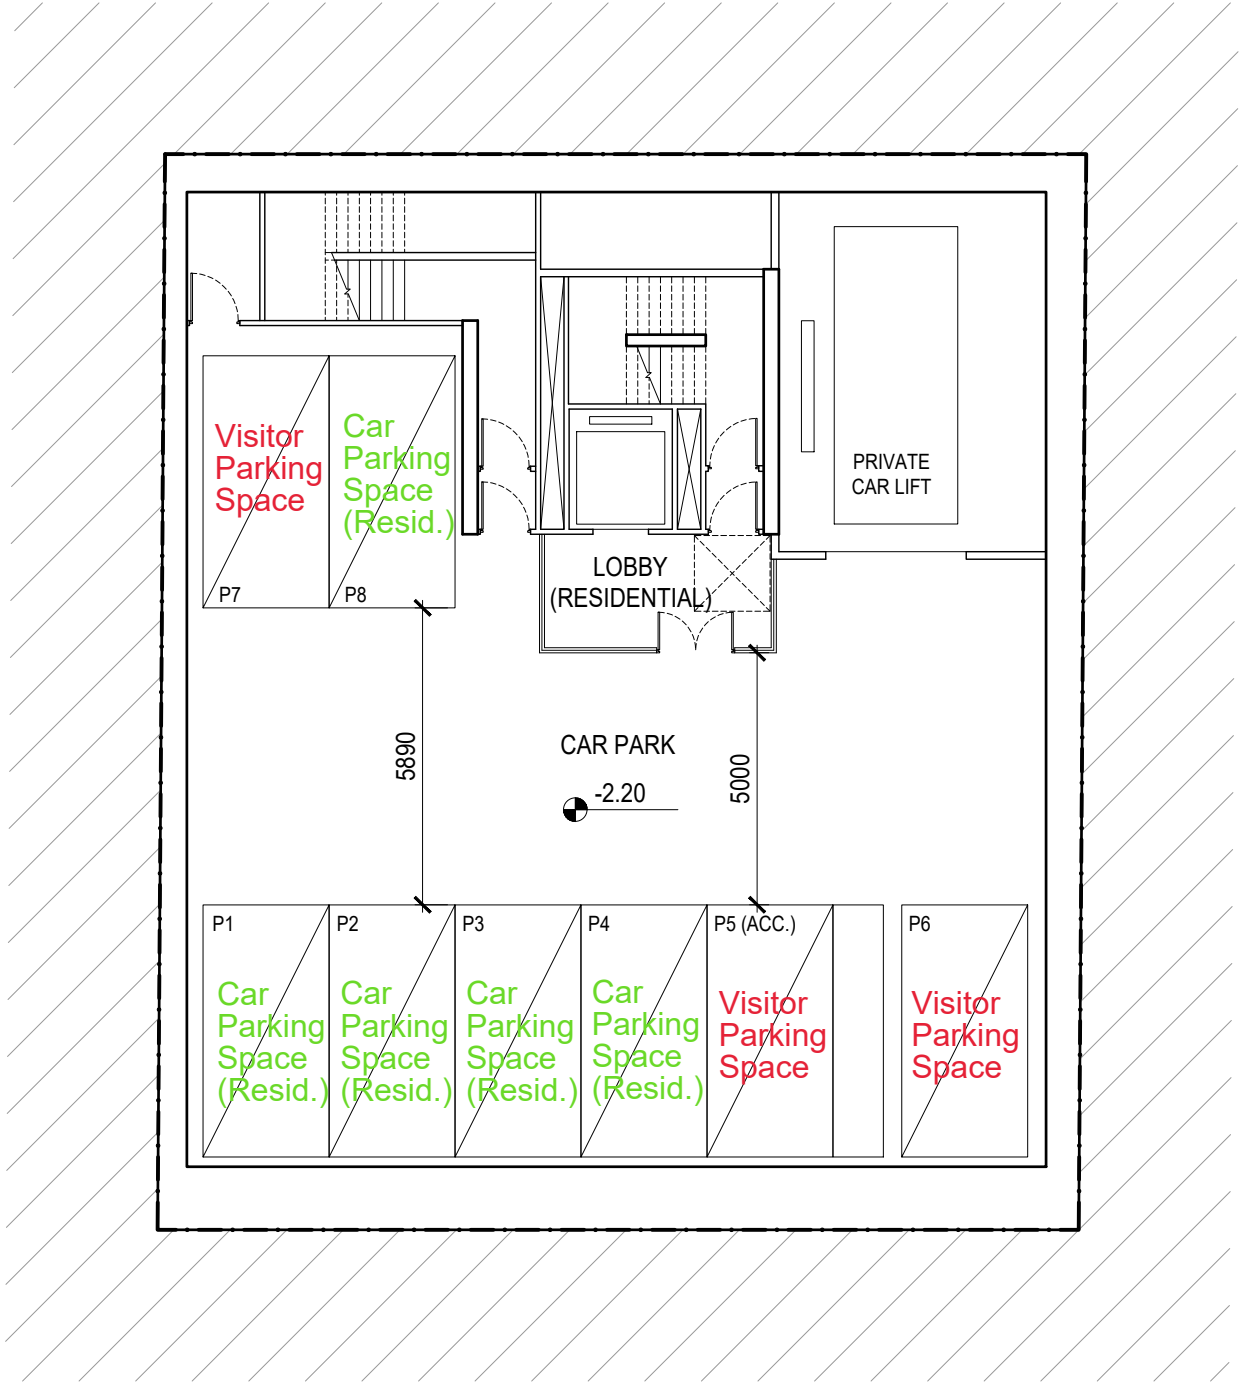 Visitor
Parking
Space
P7
Car
Parking
Space
(Resid.)
P8
PRIVATE
CAR LIFT
LOBBY
(RESIDENTIAL)
5890
CAR PARK
-2.20
5000
P1
Car
Parking
Space
(Resid.)
P2
Car
Parking
Space
(Resid.)
P3
Car
Parking
Space
(Resid.)
P4
Car
Parking
Space
(Resid.)
P5 (ACC.)
Visitor
Parking
Space
P6
Visitor
Parking
Space